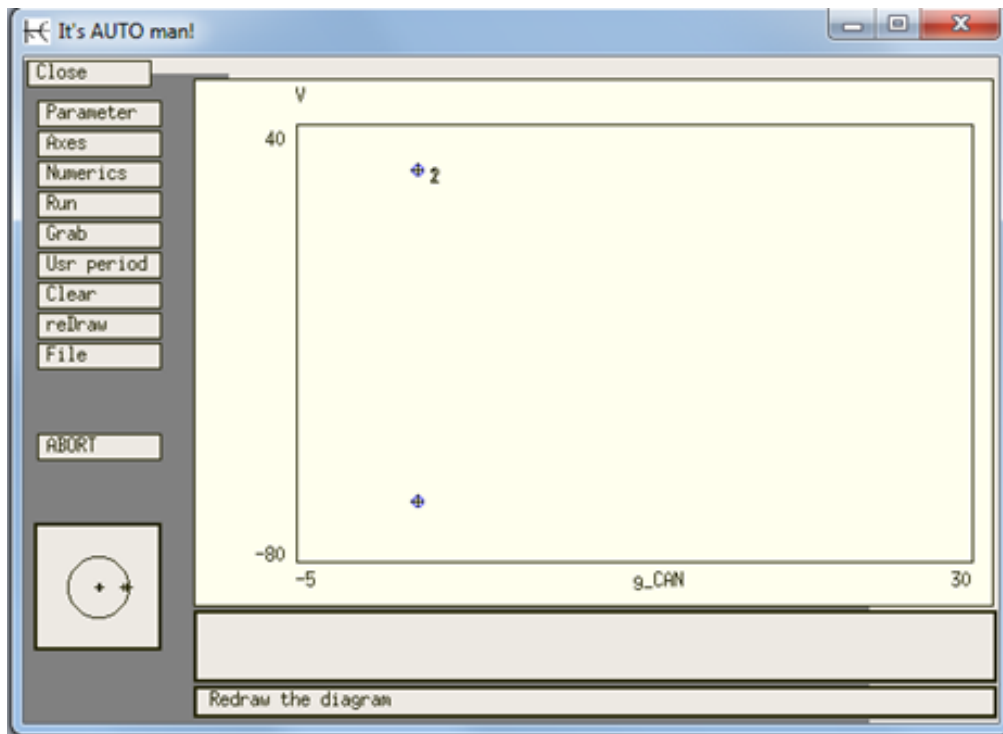 It's AUTO man!
Close
Parameter
Axes
Numerics
Run
Grab
Usr period
Clear
reDraw
File
ABORT
V
40
2
-80
-5
g_CAN
30
Redraw the diagram